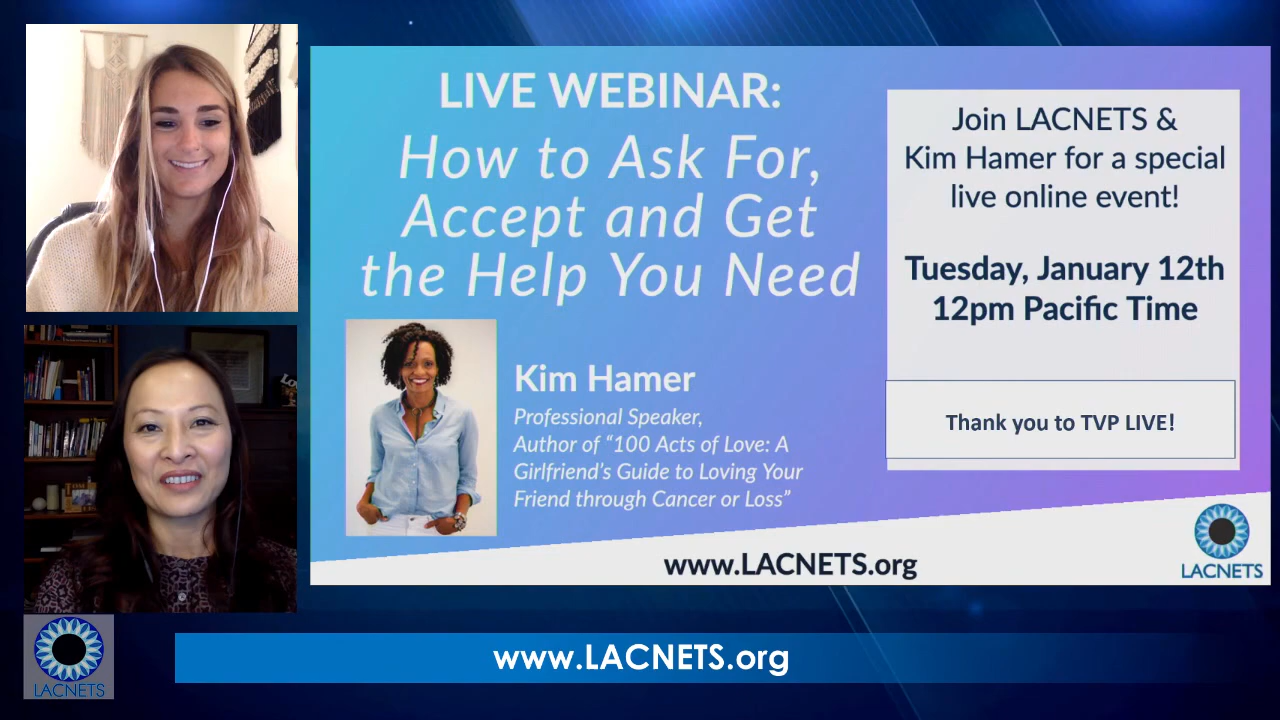 LIVE WEBINAR:
How to Ask For,
Accept and Get
the Help You Need
Kim Hamer
Professional Speaker,
Author of “100 Acts of Love: A
Girlfriend’s Guide to Loving Your
Friend through Cancer or Loss”
Join LACNETS &
Kim Hamer for a special
live online event!
Tuesday, January 12th
12pm Pacific Time
Thank you to TVP LIVE!
www.LACNETS.org
LACNETS
LACNETS
www.LACNETS.org